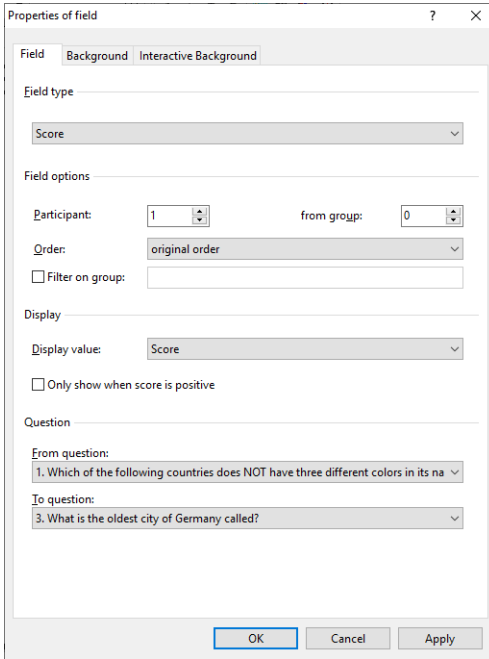 Properties of field ?
Field Background Interactive Background
Field type
Score
Field options
Participant: 1 from group: 0
Order: original order
Filter on group:
Display
Display value: Score
Only show when score is positive
Question
From question:
1. Which of the following countries does NOT have three different colors in its na
To question:
3. What is the oldest city of Germany called?
OK Cancel Apply